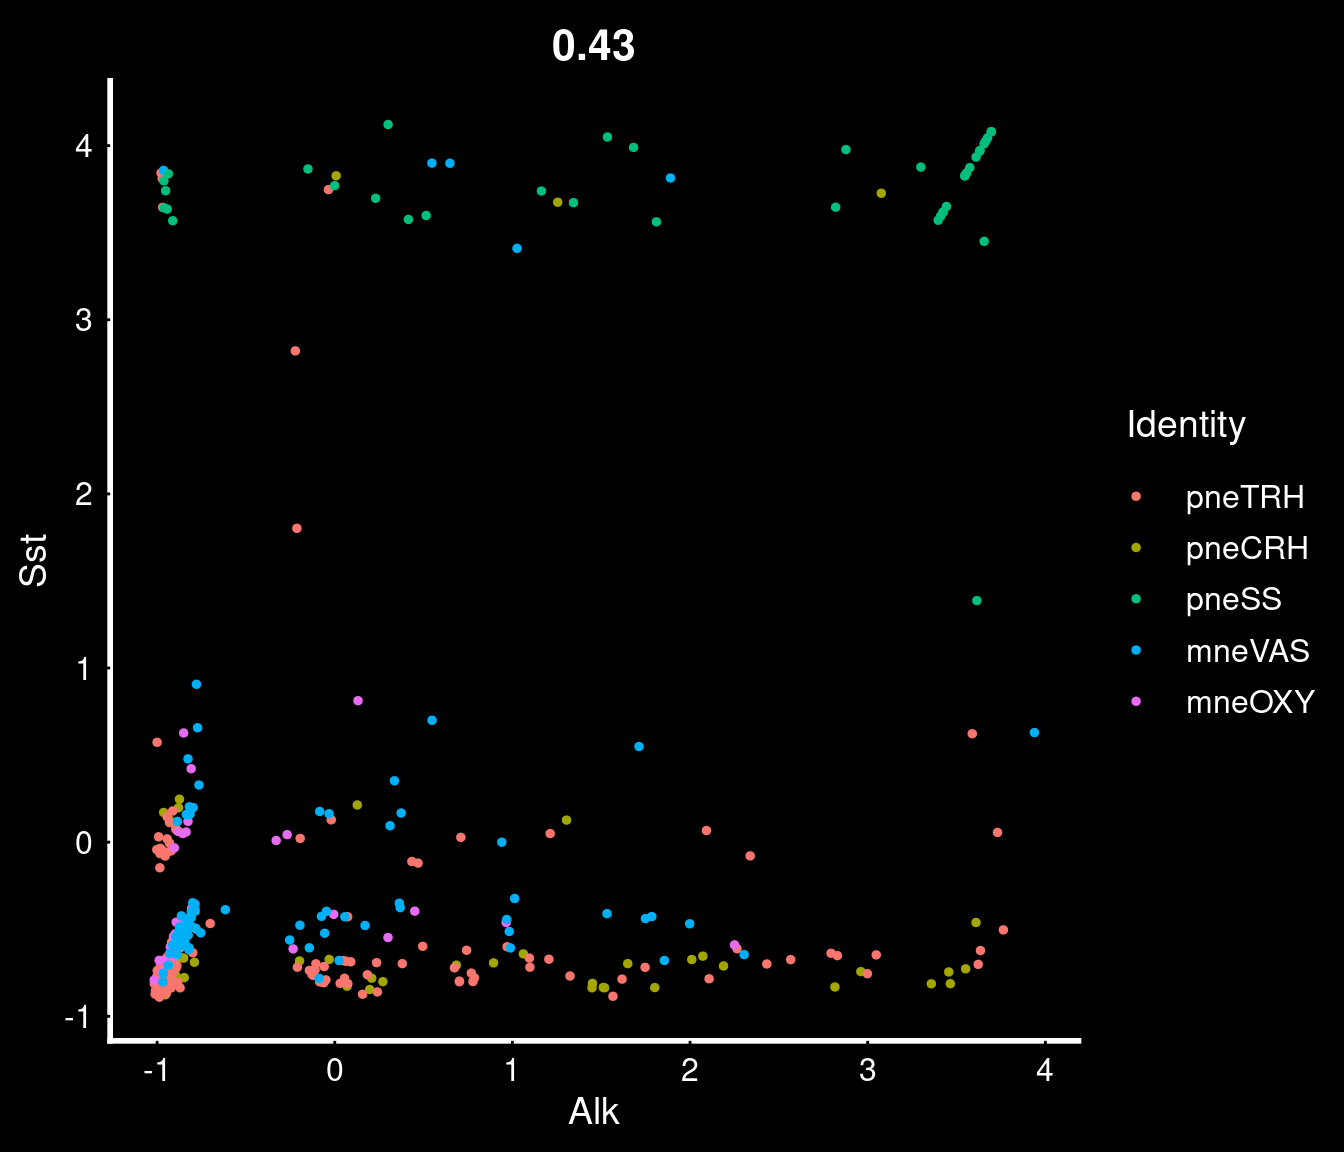 0.43
4
3
2
1
0
-1
Sst
-1 0 1 2 3 4
Alk
Identity
pneTRH
pneCRH
pneSS
mneVAS
mneOXY